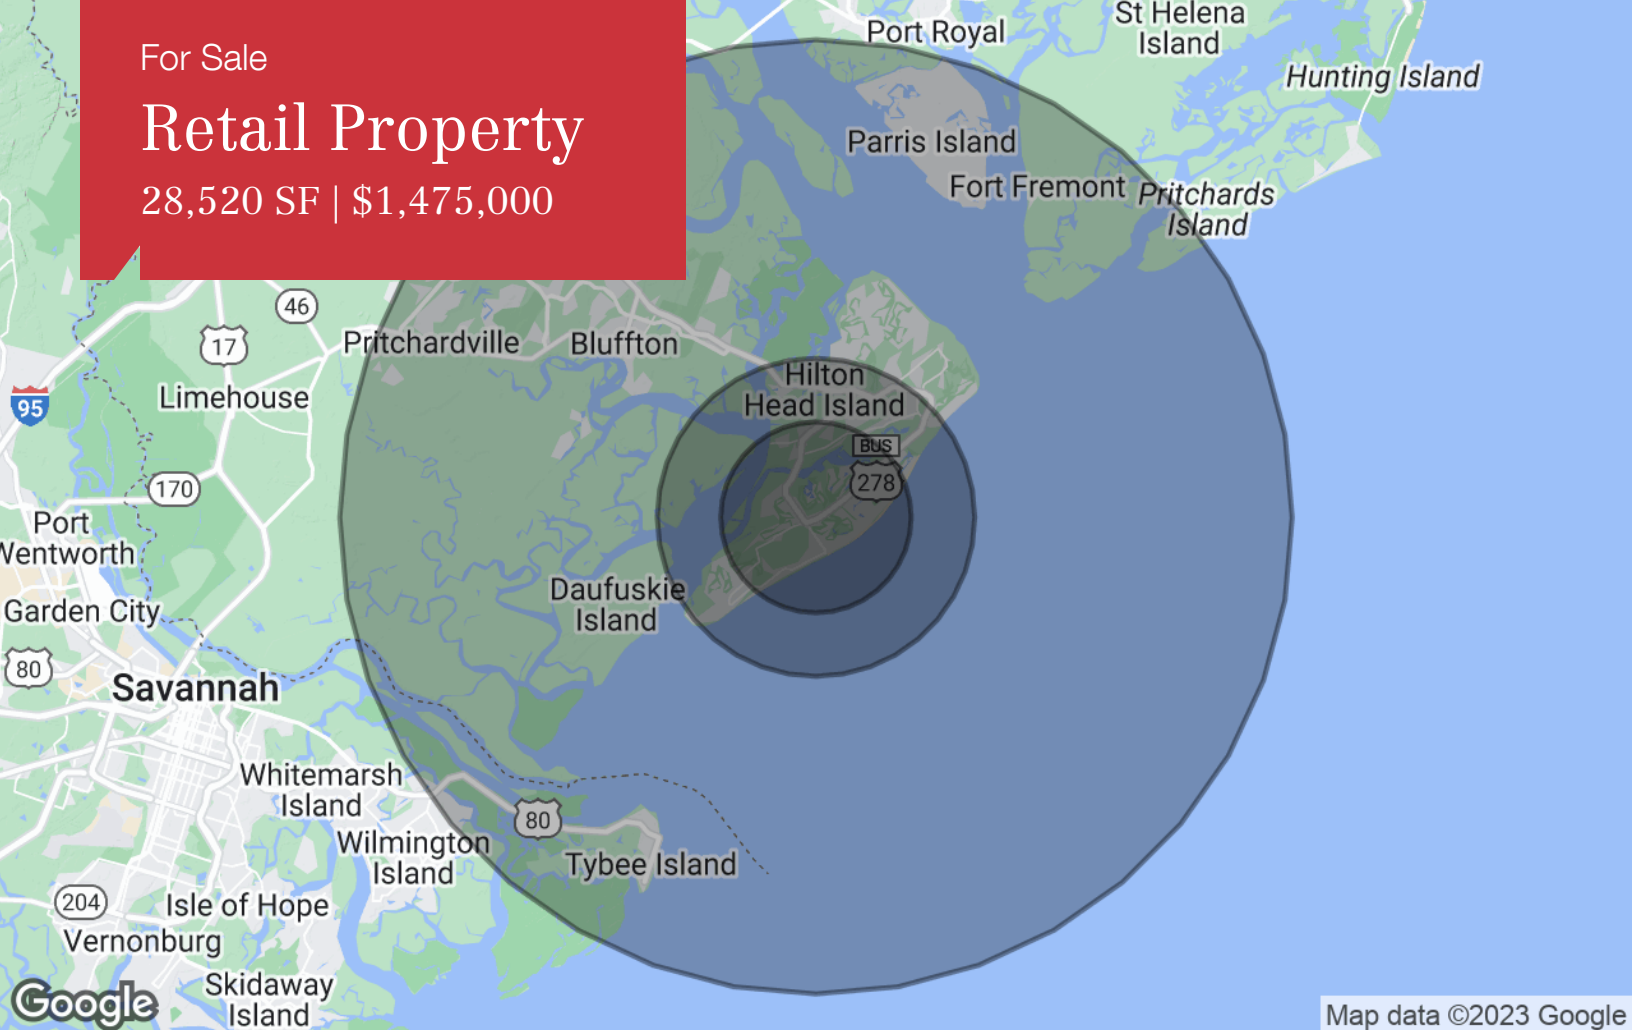 For Sale
Retail Property
28,520 SF | $1,475,000
Port Royal
St Helena
Island
Hunting Island
Parris Island
Fort Fremont
Pritchards
Island
46
17
Pritchardville
Bluffton
Limehouse
95
Hilton
Head Island
BUS
278
170
Port
Wentworth
Garden City
80
Daufuskie
Island
Savannah
Whitemarsh
Island
80
Wilmington
Island
Tybee Island
204
Isle of Hope
Vernonburg
Skidaway
Island
Google
Map data ©2023 Google